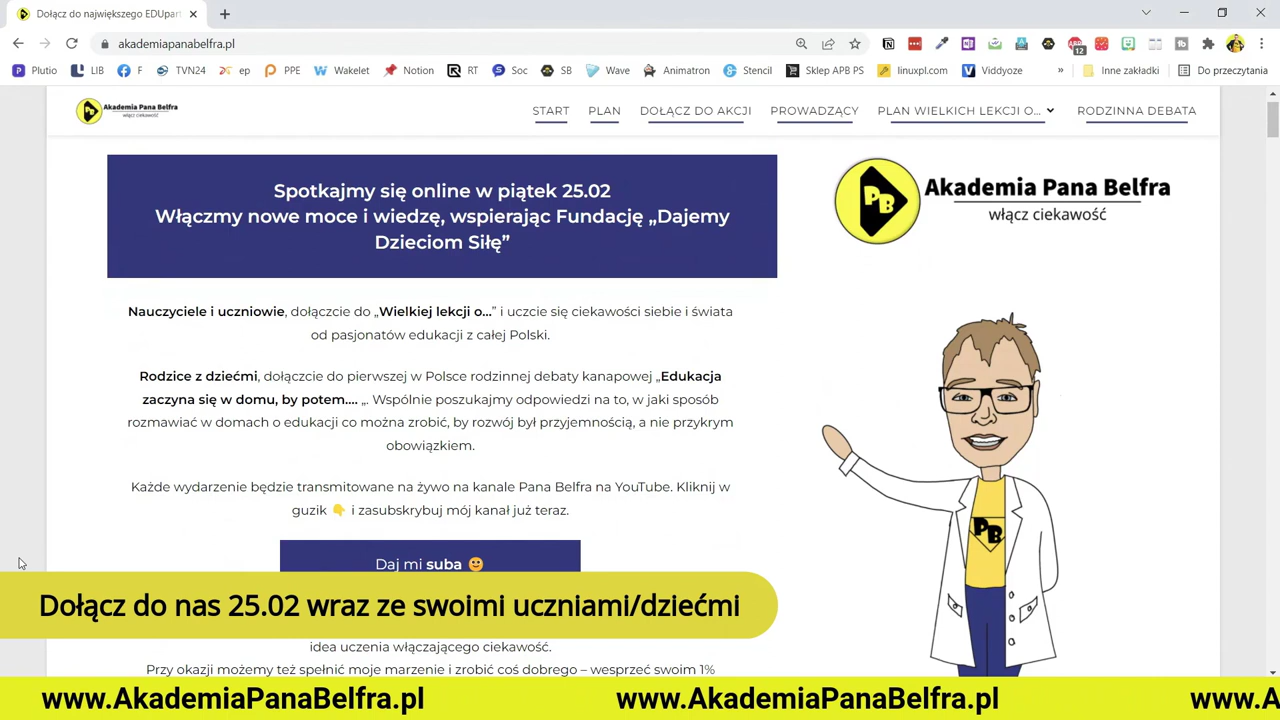 Dołącz do największego EDUpart
akademiapanabelfra.pl
12
Plutio
LIB
F
TVN24
ep
PPE
Wakelet
Notion
RT
Soc
SB
Wave
Animatron
Stencil
Sklep APB PS
linuxpl.com
Viddyoze
»
Inne zakładki
Do przeczytania
PB
Akademia Pana Belfra
włącz ciekawość
START
PLAN
DOŁĄCZ DO AKCJI
PROWADZĄCY
PLAN WIELKICH LEKCJI O...
RODZINNA DEBATA
Spotkajmy się online w piątek 25.02
Włączmy nowe moce i wiedzę, wspierając Fundację „Dajemy
Dzieciom Siłę”
PB
Akademia Pana Belfra
włącz ciekawość
Nauczyciele i uczniowie, dołączcie do „Wielkiej lekcji o...” i uczcie się ciekawości siebie i świata
od pasjonatów edukacji z całej Polski.
Rodzice z dziećmi, dołączcie do pierwszej w Polsce rodzinnej debaty kanapowej „Edukacja
zaczyna się w domu, by potem.... „. Wspólnie poszukajmy odpowiedzi na to, w jaki sposób
rozmawiać w domach o edukacji co można zrobić, by rozwój był przyjemnością, a nie przykrym
obowiązkiem.
Każde wydarzenie będzie transmitowane na żywo na kanale Pana Belfra na YouTube. Kliknij w
guzik 👇 i zasubskrybuj mój kanał już teraz.
PB
Daj mi suba 🙂
Dołącz do nas 25.02 wraz ze swoimi uczniami/dziećmi
idea uczenia włączającego ciekawość.
Przy okazji możemy też spełnić moje marzenie i zrobić coś dobrego – wesprzeć swoim 1%
www.AkademiaPanaBelfra.pl
www.AkademiaPanaBelfra.pl
www.A